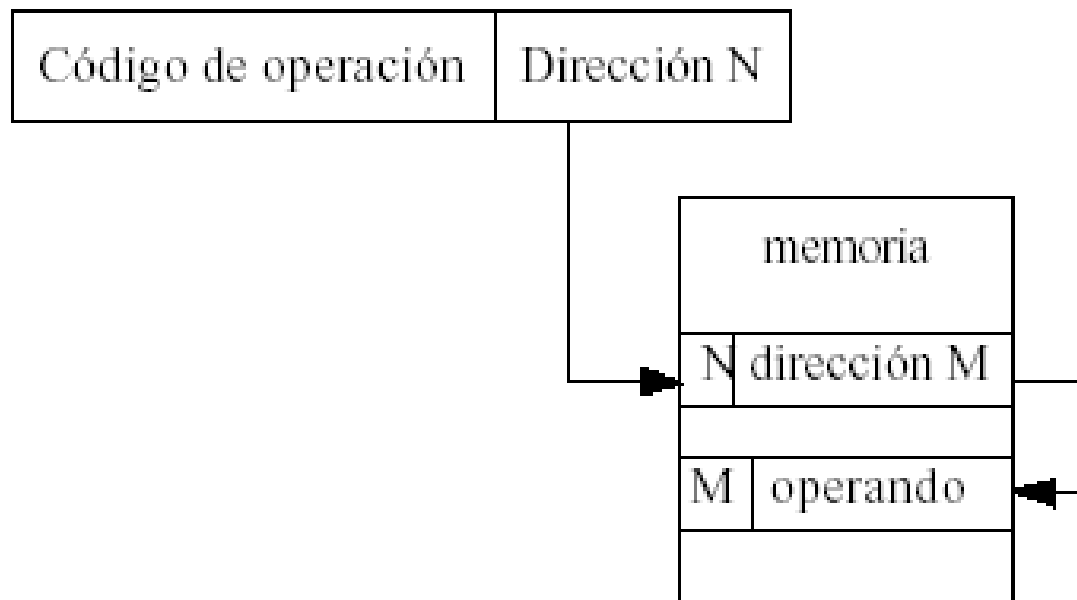 Código de operación Dirección N
memoria
N dirección M
M operando